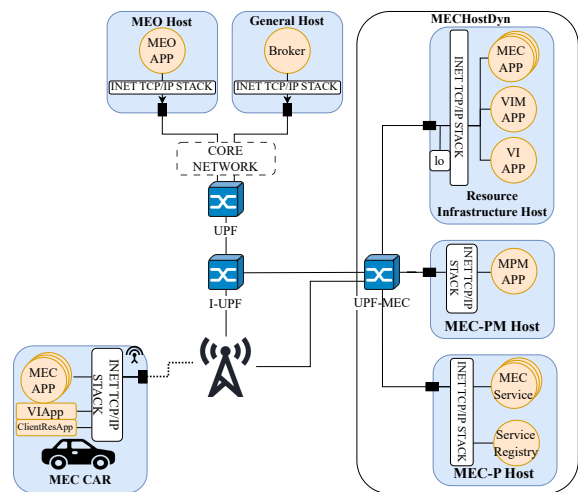 MEO Host
MEO
APP
INET TCP/IP STACK
General Host
Broker
INET TCP/IP STACK
CORE
NETWORK
UPF
I-UPF
MECHostDyn
INET TCP/IP STACK
lo
MEC
APP
VIM
APP
VI
APP
Resource
Infrastructure Host
UPF-MEC
INET TCP/IP
STACK
MPM
APP
MEC-PM Host
INET TCP/IP STACK
MEC
Service
Service
Registry
MEC-P Host
MEC
APP
VIApp
ClientResApp
INET TCP/IP
STACK
MEC CAR